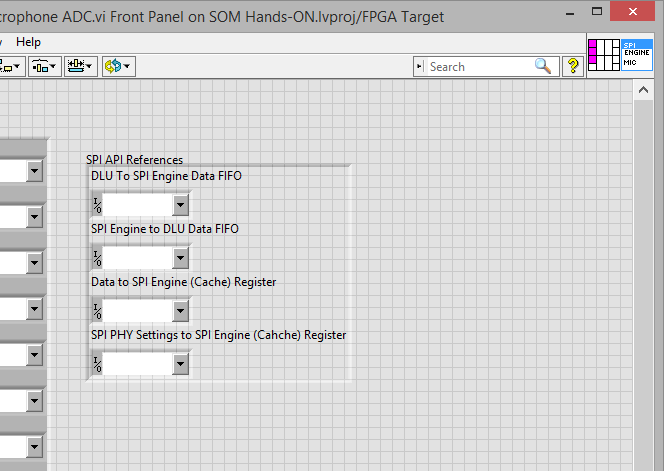 crophone ADC.vi Front Panel on SOM Hands-ON.lvproj/FPGA Target
Help
Search
?
SPI
ENGINE
MIC
SPI API References
DLU To SPI Engine Data FIFO
I/O
SPI Engine to DLU Data FIFO
I/O
Data to SPI Engine (Cache) Register
I/O
SPI PHY Settings to SPI Engine (Cahche) Register
I/O